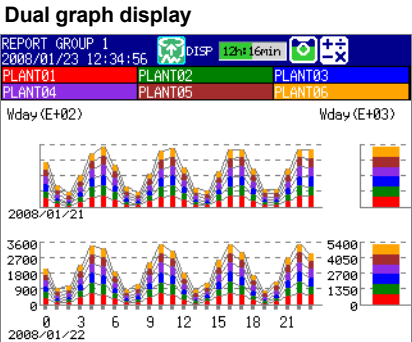 Dual graph display
REPORT GROUP 1
2008/01/23 12:34:56 DISP 12h:16min
PLANT01 PLANT02 PLANT03
PLANT04 PLANT05 PLANT06
Wday(E+02) Wday(E+03)
2008/01/21
3600 5400
2700 4050
1800 2700
900 1350
0 0
0 3 6 9 12 15 18 21
2008/01/22